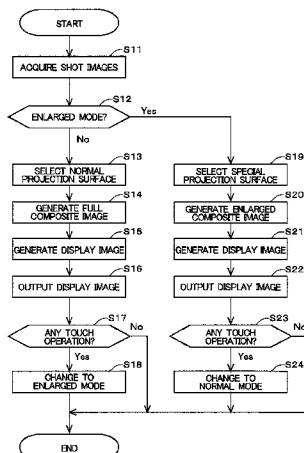 START
S11
ACQUIRE SHOT IMAGES
S12
ENLARGED MODE?
Yes
No
S13
SELECT NORMAL
PROJECTION SURFACE
S14
GENERATE FULL
COMPOSITE IMAGE
S15
GENERATE DISPLAY IMAGE
S16
OUTPUT DISPLAY IMAGE
S17
ANY TOUCH
OPERATION?
No
Yes
S18
CHANGE TO
ENLARGED MODE
S19
SELECT SPECIAL
PROJECTION SURFACE
S20
GENERATE ENLARGED
COMPOSITE IMAGE
S21
GENERATE DISPLAY IMAGE
S22
OUTPUT DISPLAY IMAGE
S23
ANY TOUCH
OPERATION?
No
Yes
S24
CHANGE TO
NORMAL MODE
END